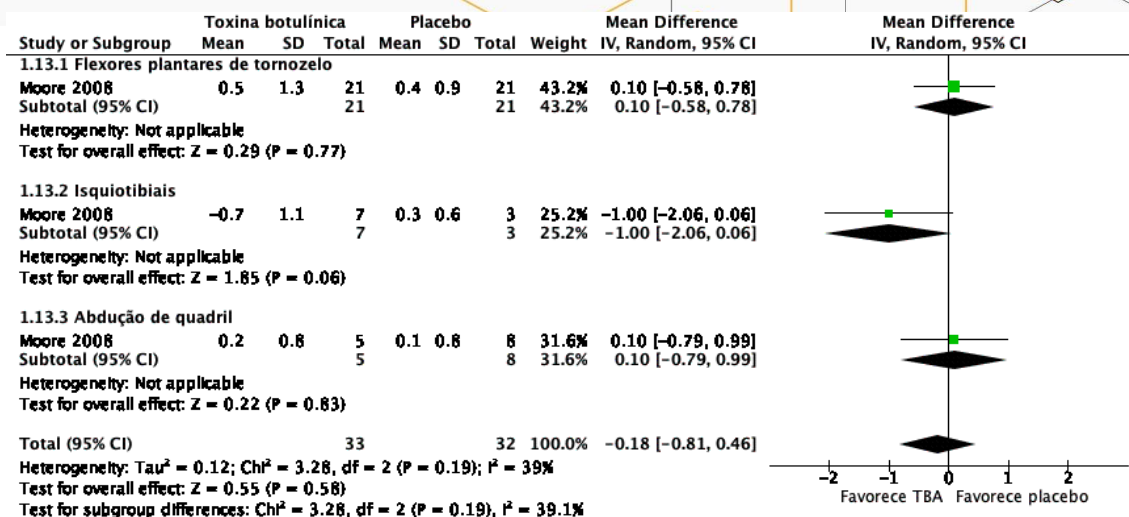 Toxina botulínica Placebo Mean Difference Mean Difference
Study or Subgroup Mean SD Total Mean SD Total Weight IV, Random, 95% CI IV, Random, 95% CI
1.13.1 Flexores plantares de tornozelo
Moore 2008 0.5 1.3 21 0.4 0.9 21 43.2% 0.10 [−0.58, 0.78]
Subtotal (95% CI) 21 21 43.2% 0.10 [-0.58, 0.78]
Heterogeneity: Not applicable
Test for overall effect: Z = 0.29 (P = 0.77)
1.13.2 Isquiotibiais
Moore 2008 −0.7 1.1 7 0.3 0.6 3 25.2% −1.00 [−2.06, 0.06]
Subtotal (95% CI) 7 3 25.2% -1.00 [-2.06, 0.06]
Heterogeneity: Not applicable
Test for overall effect: Z = 1.85 (P = 0.06)
1.13.3 Abdução de quadril
Moore 2008 0.2 0.8 5 0.1 0.8 8 31.6% 0.10 [−0.79, 0.99]
Subtotal (95% CI) 5 8 31.6% 0.10 [-0.79, 0.99]
Heterogeneity: Not applicable
Test for overall effect: Z = 0.22 (P = 0.83)
Total (95% CI) 33 32 100.0% -0.18 [-0.81, 0.46]
Heterogeneity: Tau² = 0.12; Chi² = 3.28, df = 2 (P = 0.19); I² = 39%
Test for overall effect: Z = 0.55 (P = 0.58)
Test for subgroup differences: Chi² = 3.28, df = 2 (P = 0.19), I² = 39.1%
−2 −1 0 1 2
Favorece TBA Favorece placebo